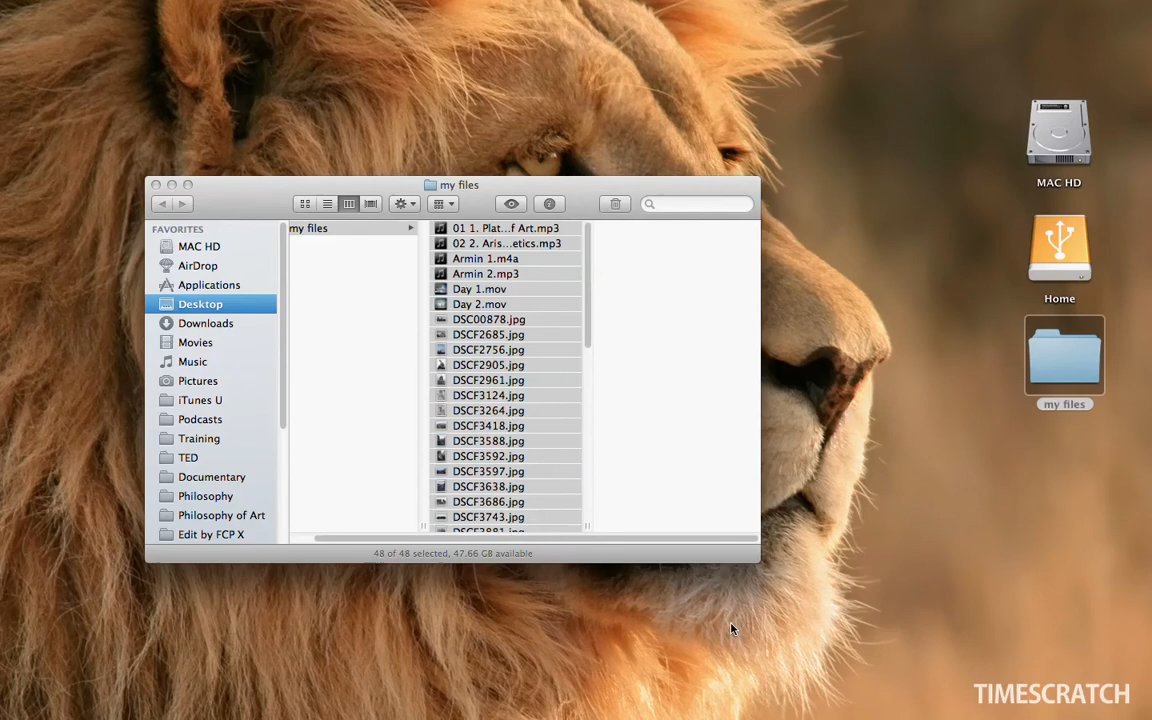 my files
FAVORITES
MAC HD
AirDrop
Applications
Desktop
Downloads
Movies
Music
Pictures
iTunes U
Podcasts
Training
TED
Documentary
Philosophy
Philosophy of Art
Edit by FCP X
my files
01 1. Plat...f Art.mp3
02 2. Aris...etics.mp3
Armin 1.m4a
Armin 2.mp3
Day 1.mov
Day 2.mov
DSC00878.jpg
DSCF2685.jpg
DSCF2756.jpg
DSCF2905.jpg
DSCF2961.jpg
DSCF3124.jpg
DSCF3264.jpg
DSCF3418.jpg
DSCF3588.jpg
DSCF3592.jpg
DSCF3597.jpg
DSCF3638.jpg
DSCF3686.jpg
DSCF3743.jpg
48 of 48 selected, 47.66 GB available
MAC HD
Home
my files
TIMESCRATCH